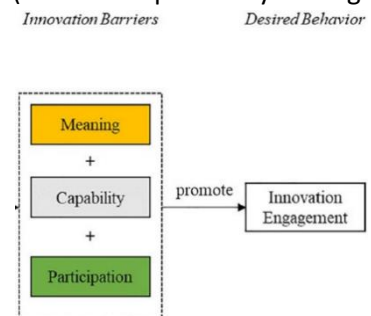 Innovation Barriers Desired Behavior
Meaning
+
Capability
+
Participation
promote
Innovation
Engagement